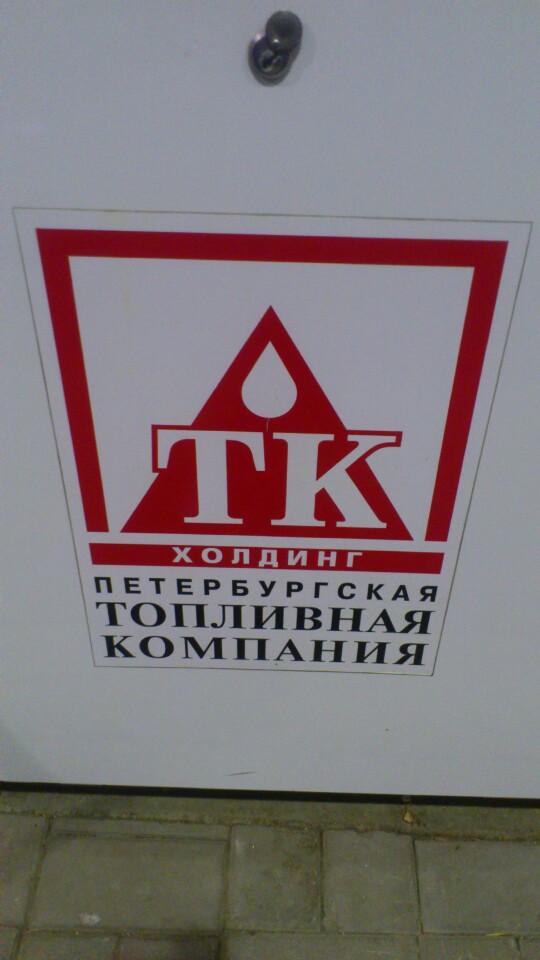 ТК
ХОЛДИНГ
ПЕТЕРБУРГСКАЯ
ТОПЛИВНАЯ
КОМПАНИЯ